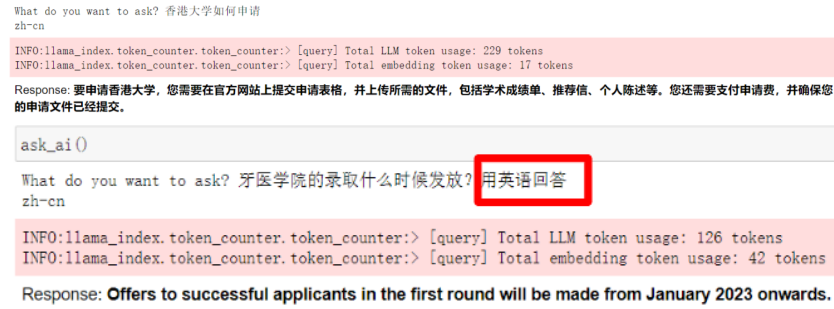 What do you want to ask? 香港大学如何申请
zh-cn
INFO:llama_index.token_counter.token_counter:> [query] Total LLM token usage: 229 tokens
INFO:llama_index.token_counter.token_counter:> [query] Total embedding token usage: 17 tokens
Response: 要申请香港大学，您需要在官方网站上提交申请表格，并上传所需的文件，包括学术成绩单、推荐信、个人陈述等。您还需要支付申请费，并确保您
的申请文件已经提交。
ask_ai()
What do you want to ask? 牙医学院的录取什么时候发放? 用英语回答
zh-cn
INFO:llama_index.token_counter.token_counter:> [query] Total LLM token usage: 126 tokens
INFO:llama_index.token_counter.token_counter:> [query] Total embedding token usage: 42 tokens
Response: Offers to successful applicants in the first round will be made from January 2023 onwards.